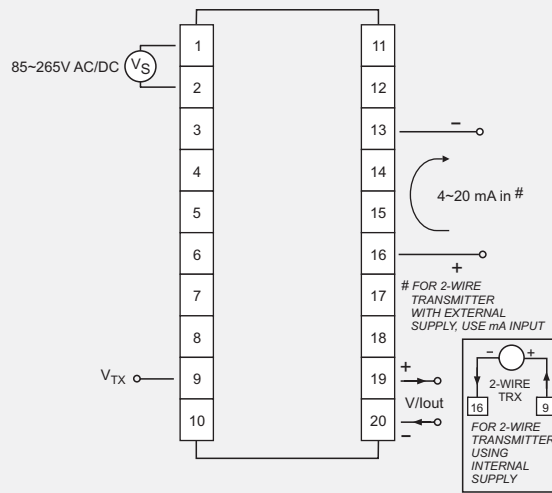 1
11
85~265V AC/DC
VS
2
12
3
13
−
4
14
4~20 mA in #
5
15
6
16
+
# FOR 2-WIRE
TRANSMITTER
WITH EXTERNAL
SUPPLY, USE mA INPUT
7
17
8
18
VTX
9
19
+
V/Iout
10
20
−
− +
2-WIRE
TRX
16
9
FOR 2-WIRE
TRANSMITTER
USING
INTERNAL
SUPPLY